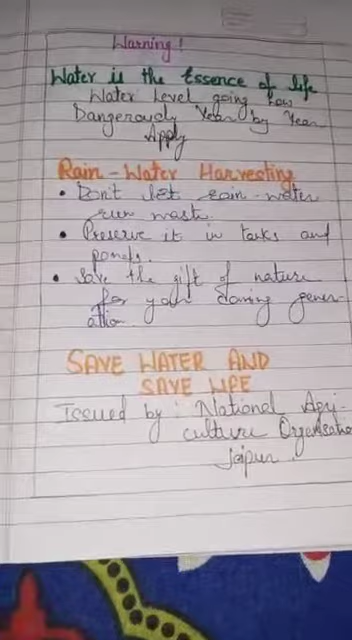 Warning!
Water is the Essence of life
Water Level going low
Dangerously Year by Year
Apply
Rain-Water Harvesting
• Don't let rain-water
run waste.
• Preserve it in tanks and
ponds.
• Save the gift of nature
for your coming gener-
ation.
SAVE WATER AND
SAVE LIFE
Issued by: National Agri-
culture Organisatio
Jaipur.